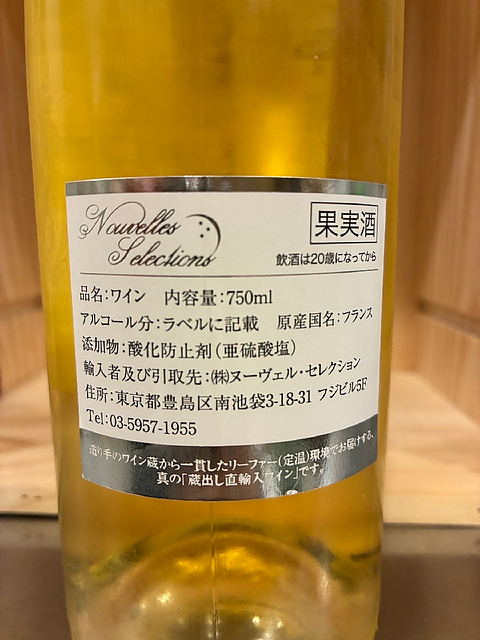 Nouvelles
Selections
果実酒
飲酒は20歳になってから
品名:ワイン 内容量:750ml
アルコール分:ラベルに記載 原産国名:フランス
添加物:酸化防止剤(亜硫酸塩)
輸入者及び引取先:㈱ヌーヴェル・セレクション
住所:東京都豊島区南池袋3-18-31 フジビル5F
Tel:03-5957-1955
造り手のワイン蔵から一貫したリーファー(定温)環境でお届けする、
真の「蔵出し直輸入ワイン」です。